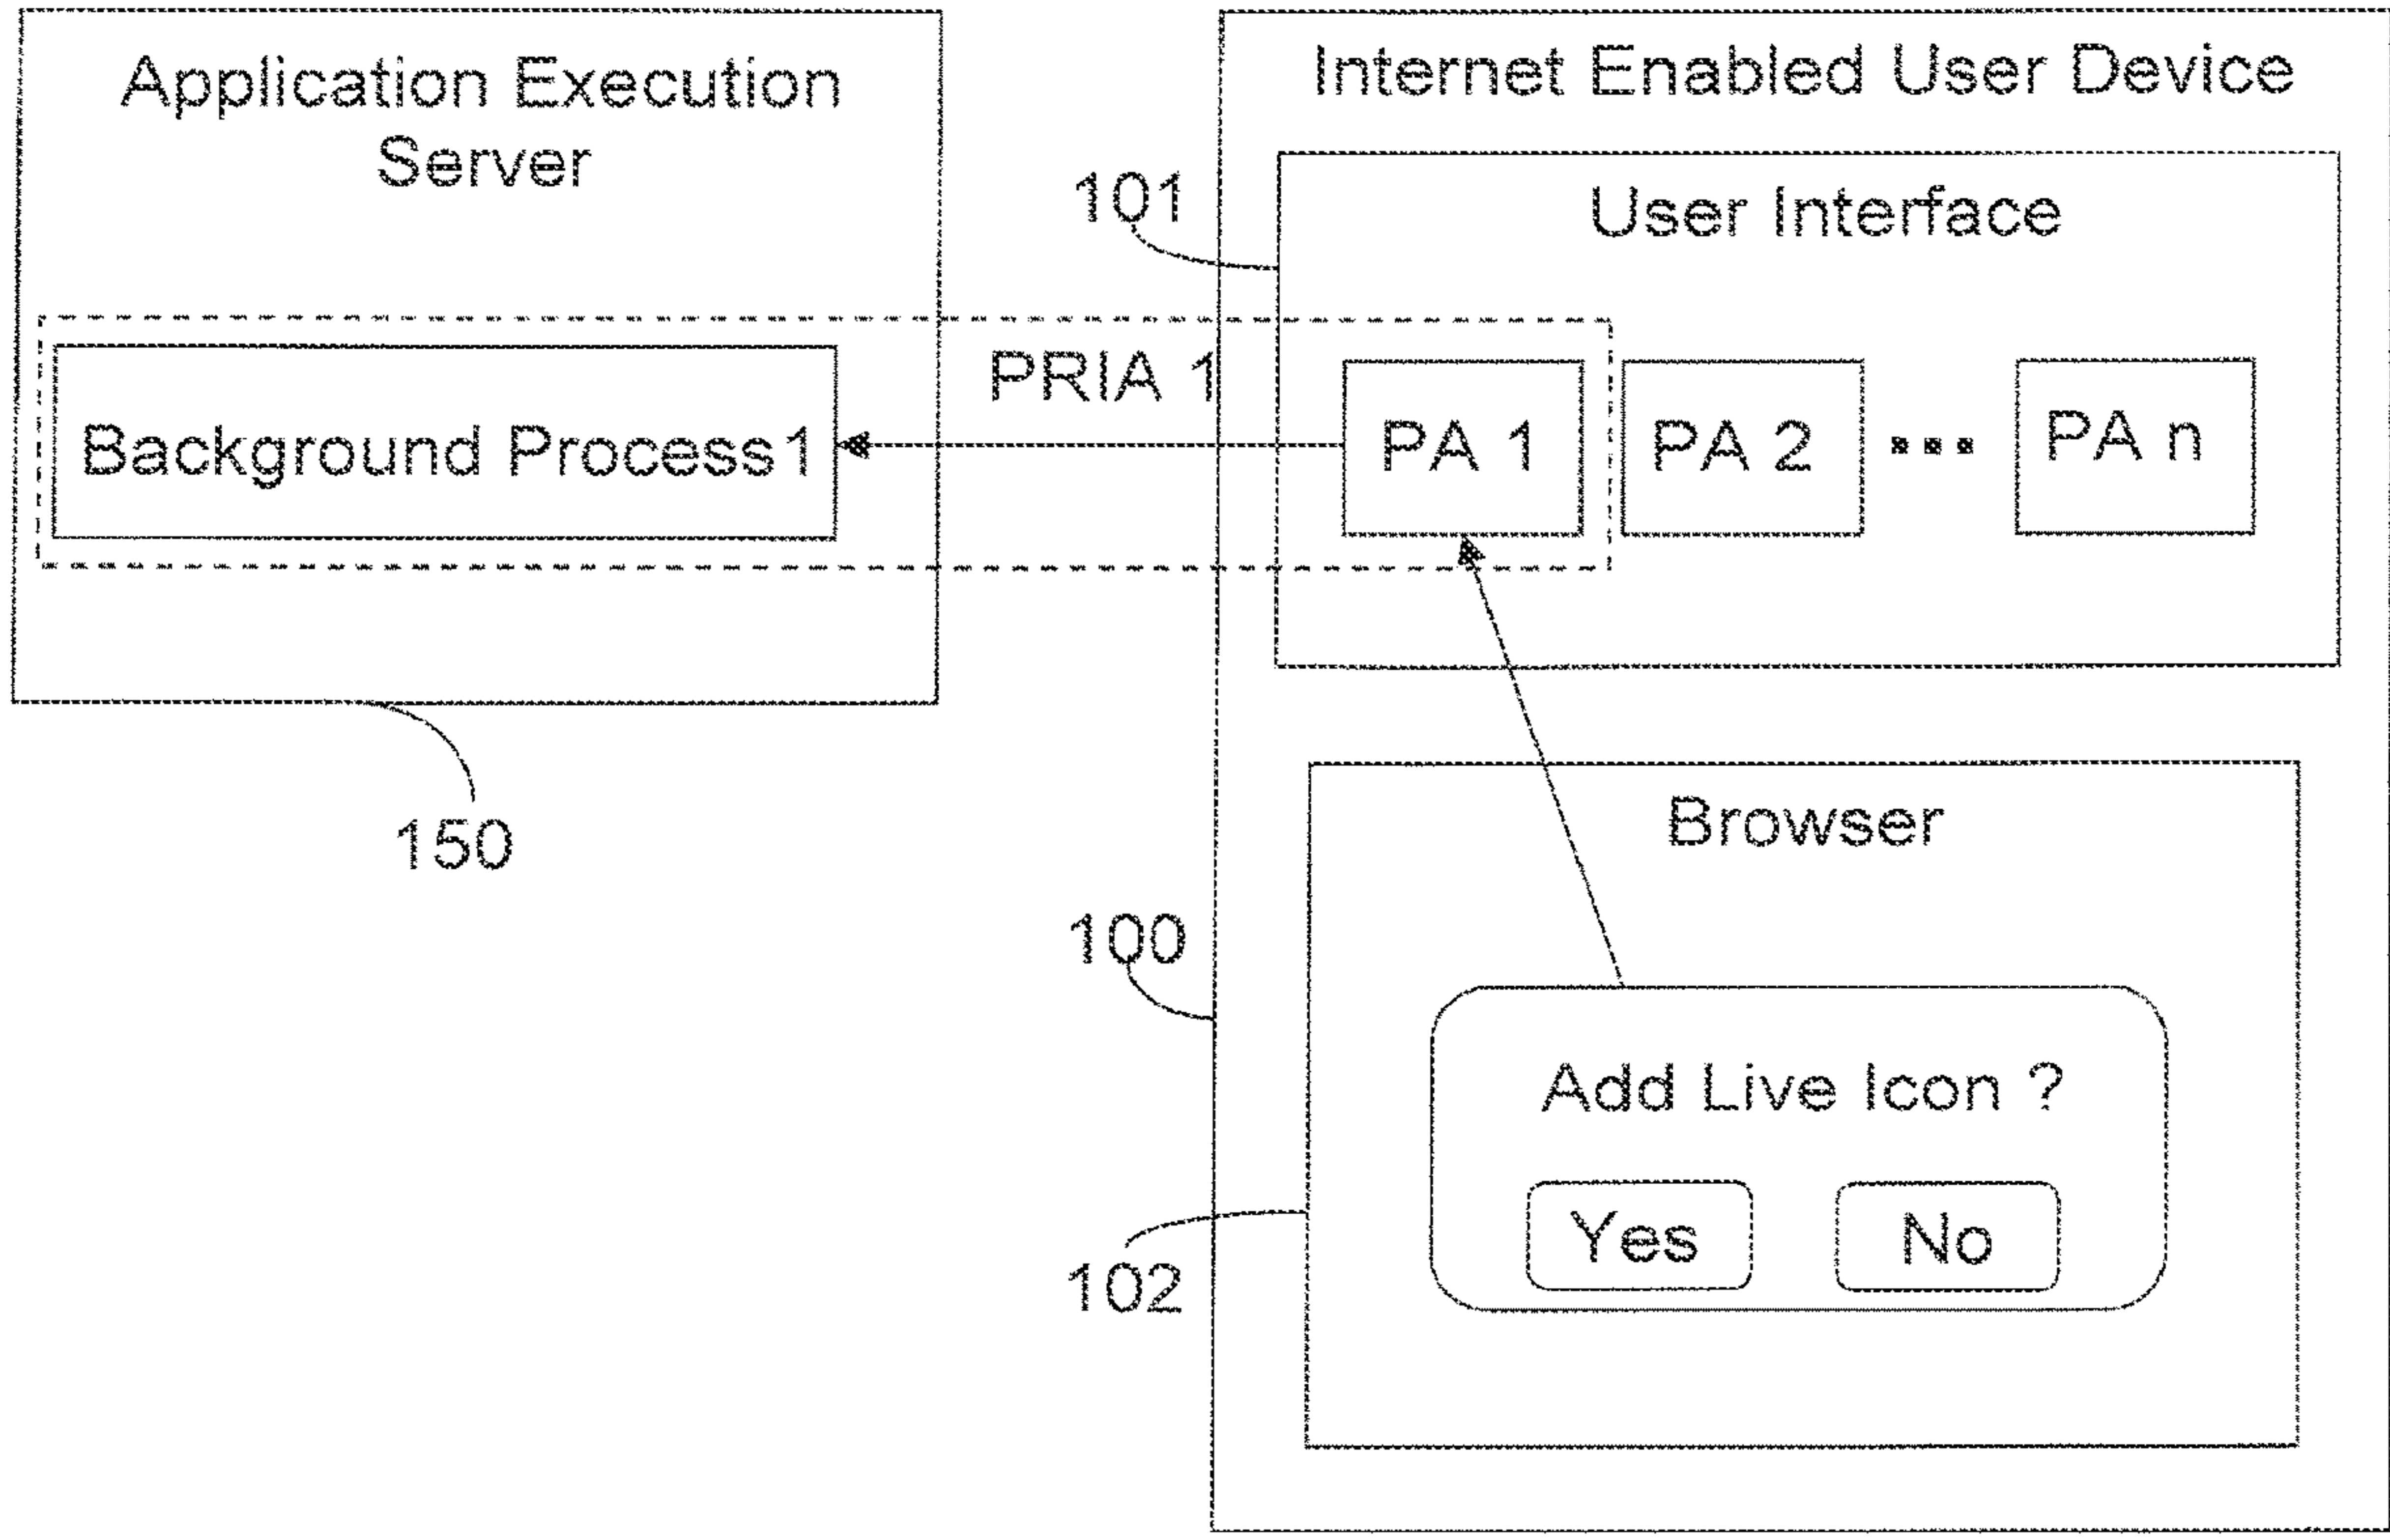 Application Execution
Server
Internet Enabled User Device
101
User Interface
PRIA 1
Background Process 1
PA 1
PA 2
...
PA n
150
Browser
100
Add Live Icon ?
Yes
No
102